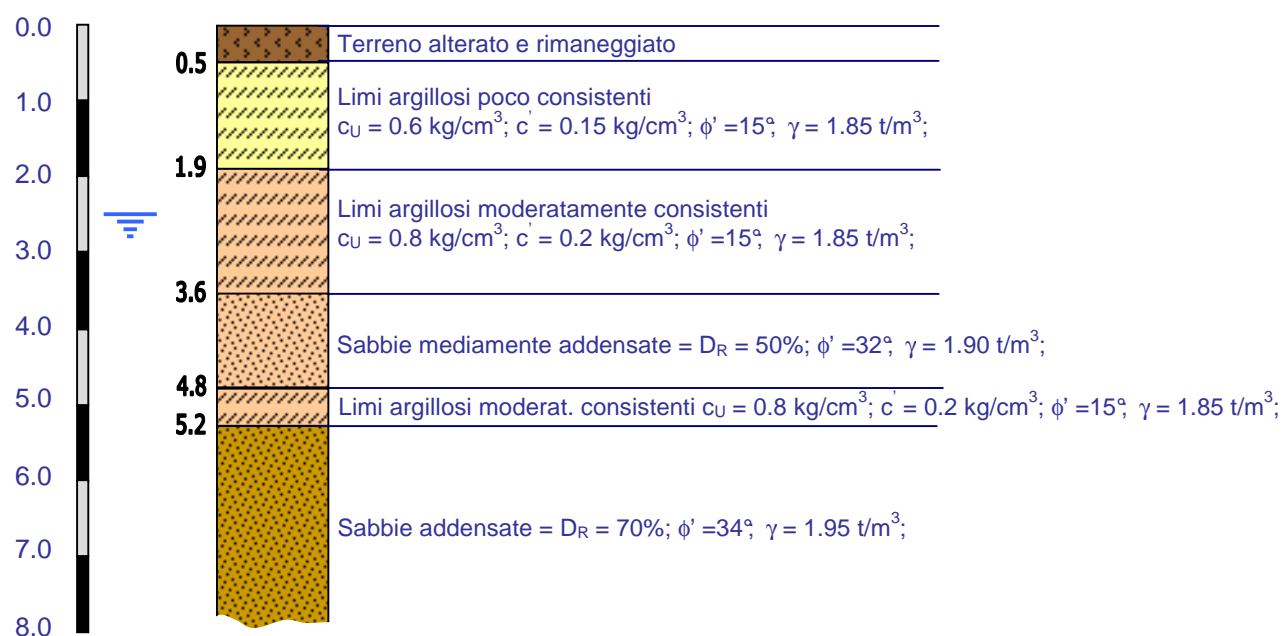 0.0
Terreno alterato e rimaneggiato
0.5
1.0
Limi argillosi poco consistenti
cU = 0.6 kg/cm³; c' = 0.15 kg/cm³; ϕ' =15°; γ = 1.85 t/m³;
1.9
2.0
Limi argillosi moderatamente consistenti
cU = 0.8 kg/cm³; c' = 0.2 kg/cm³; ϕ' =15°; γ = 1.85 t/m³;
3.0
3.6
4.0
Sabbie mediamente addensate = DR = 50%; ϕ' =32°; γ = 1.90 t/m³;
4.8
5.0
Limi argillosi moderat. consistenti cU = 0.8 kg/cm³; c' = 0.2 kg/cm³; ϕ' =15°; γ = 1.85 t/m³;
5.2
6.0
Sabbie addensate = DR = 70%; ϕ' =34°; γ = 1.95 t/m³;
7.0
8.0